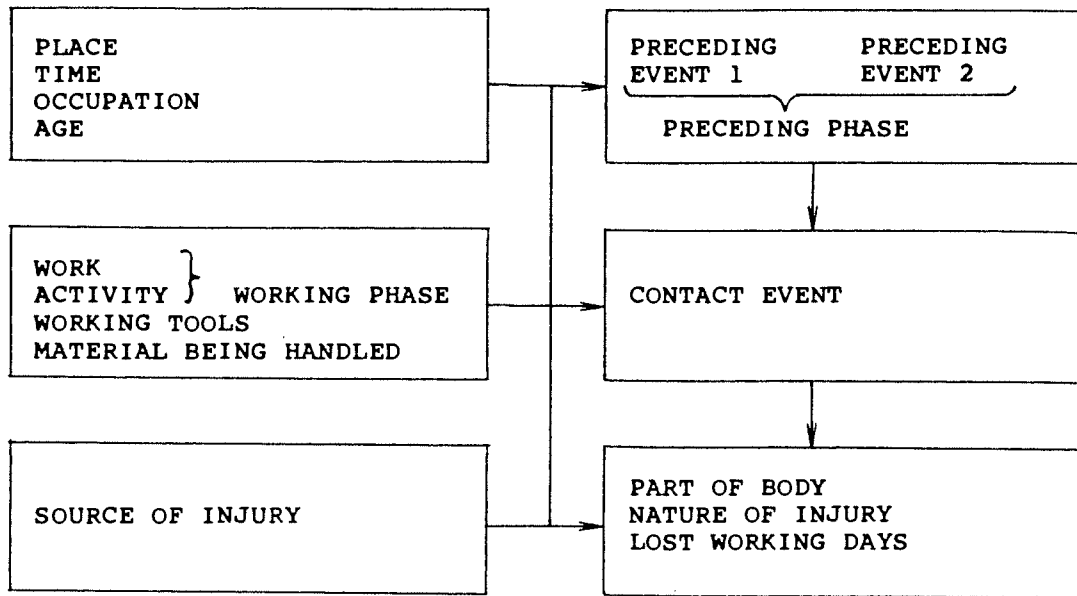 PLACE
TIME
OCCUPATION
AGE
PRECEDING EVENT 1
PRECEDING EVENT 2
PRECEDING PHASE
WORK
ACTIVITY } WORKING PHASE
WORKING TOOLS
MATERIAL BEING HANDLED
CONTACT EVENT
SOURCE OF INJURY
PART OF BODY
NATURE OF INJURY
LOST WORKING DAYS